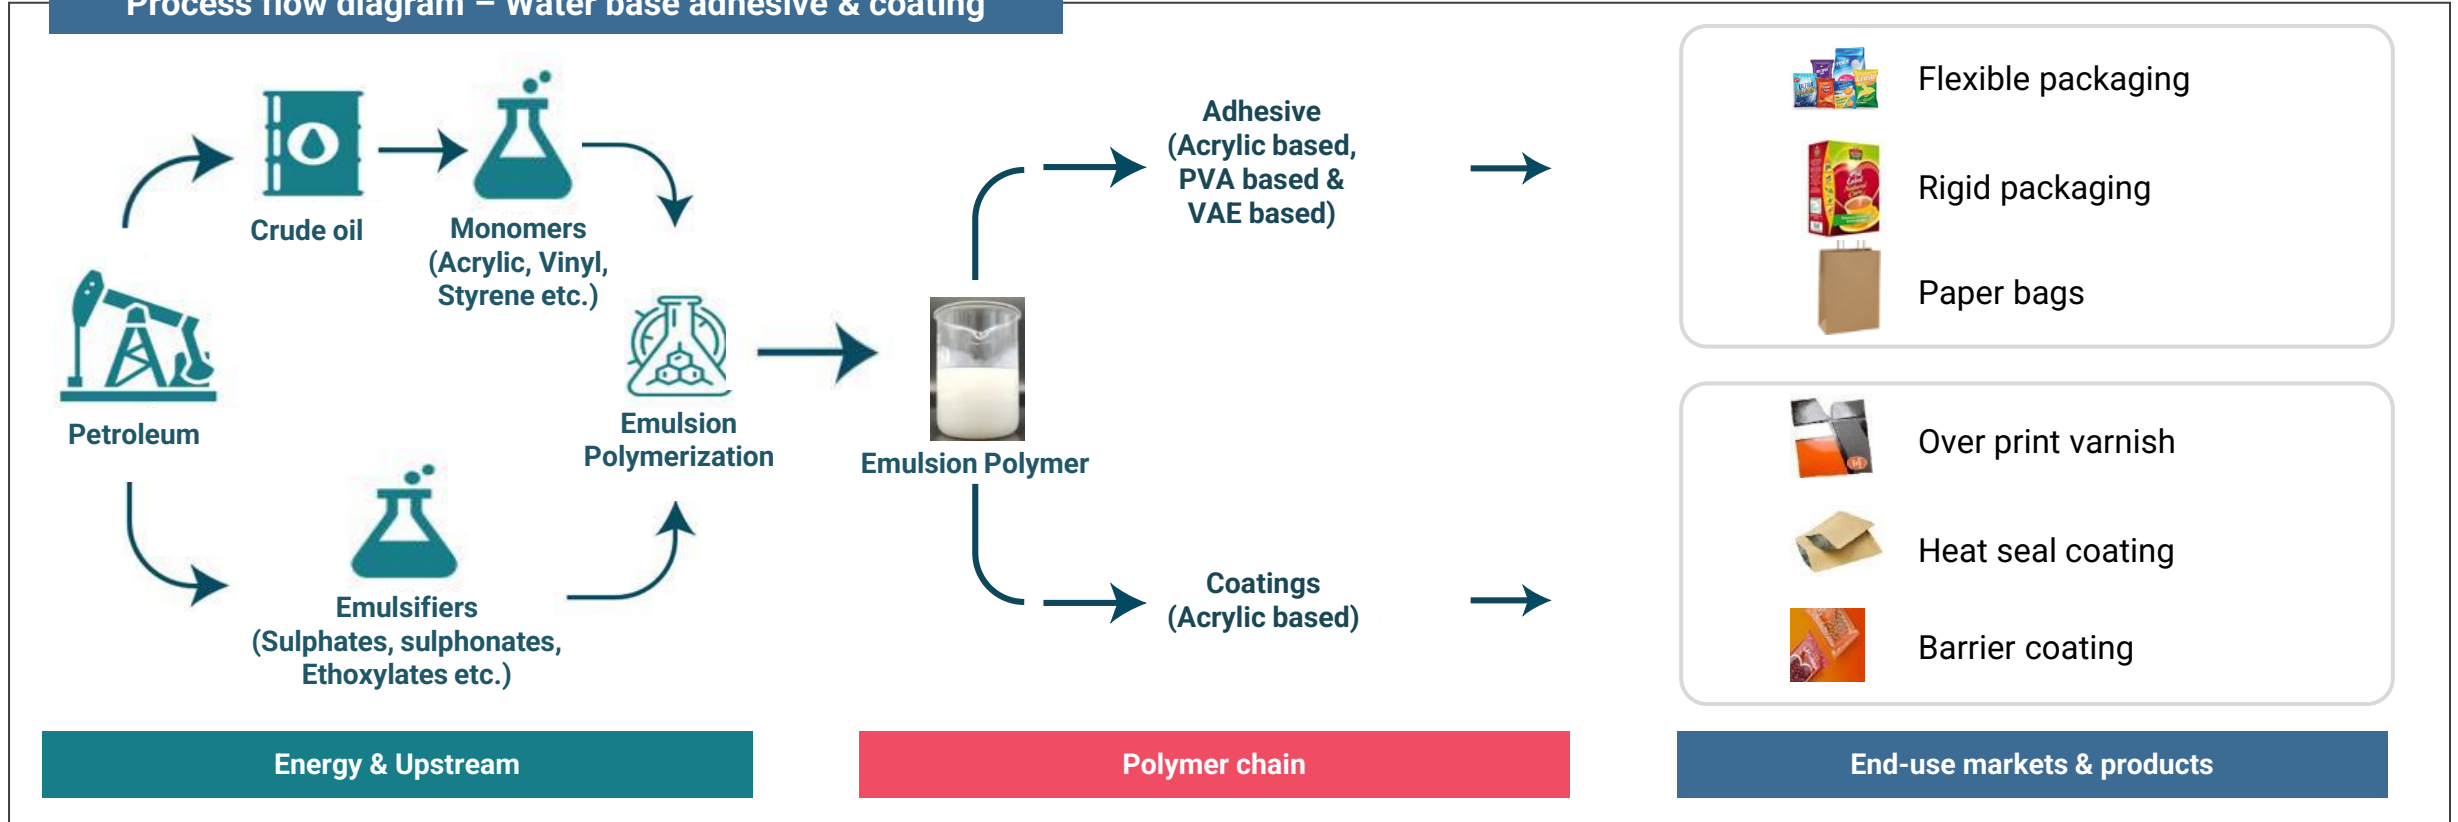 Process flow diagram – Water base adhesive & coating
Crude oil
Monomers
(Acrylic, Vinyl,
Styrene etc.)
Petroleum
Emulsifiers
(Sulphates, sulphonates,
Ethoxylates etc.)
Emulsion
Polymerization
Emulsion Polymer
Adhesive
(Acrylic based,
PVA based &
VAE based)
Coatings
(Acrylic based)
Flexible packaging
Rigid packaging
Paper bags
Over print varnish
Heat seal coating
Barrier coating
Energy & Upstream
Polymer chain
End-use markets & products